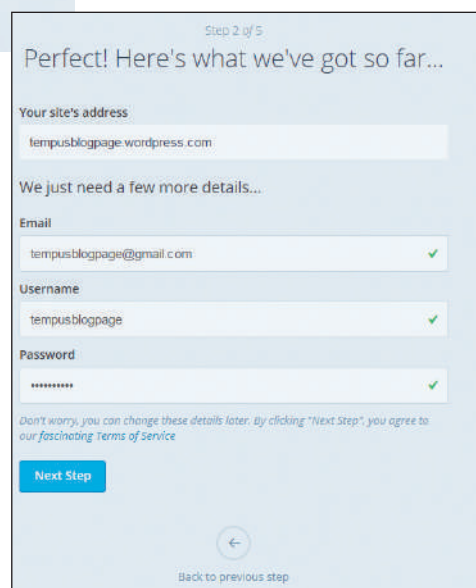 Step 2 of 5
Perfect! Here's what we've got so far...
Your site's address
tempusblogpage.wordpress.com
We just need a few more details...
Email
tempusblogpage@gmail.com
Username
tempusblogpage
Password
••••••••••
Don't worry, you can change these details later. By clicking "Next Step", you agree to
our fascinating Terms of Service
Next Step
Back to previous step